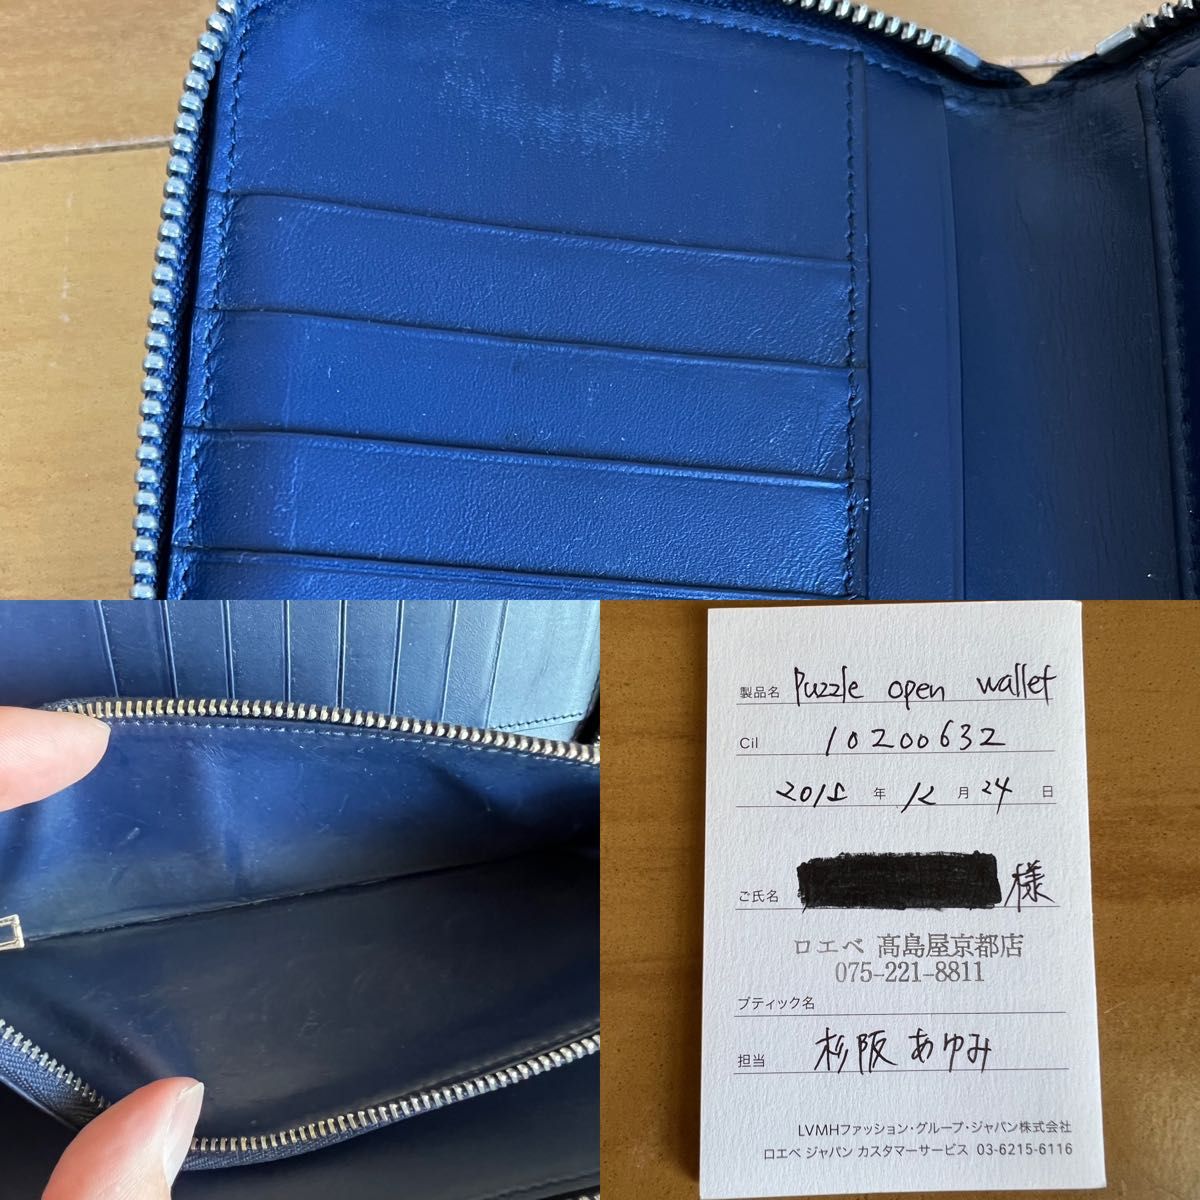 製品名 Puzzle open wallet
Cil 10200632
2018 年 12 月 24 日
ご氏名 様
ロエベ 髙島屋京都店
075-221-8811
ブティック名
担当 杉阪 あゆみ
LVMHファッション・グループ・ジャパン株式会社
ロエベ ジャパン カスタマーサービス 03-6215-6116